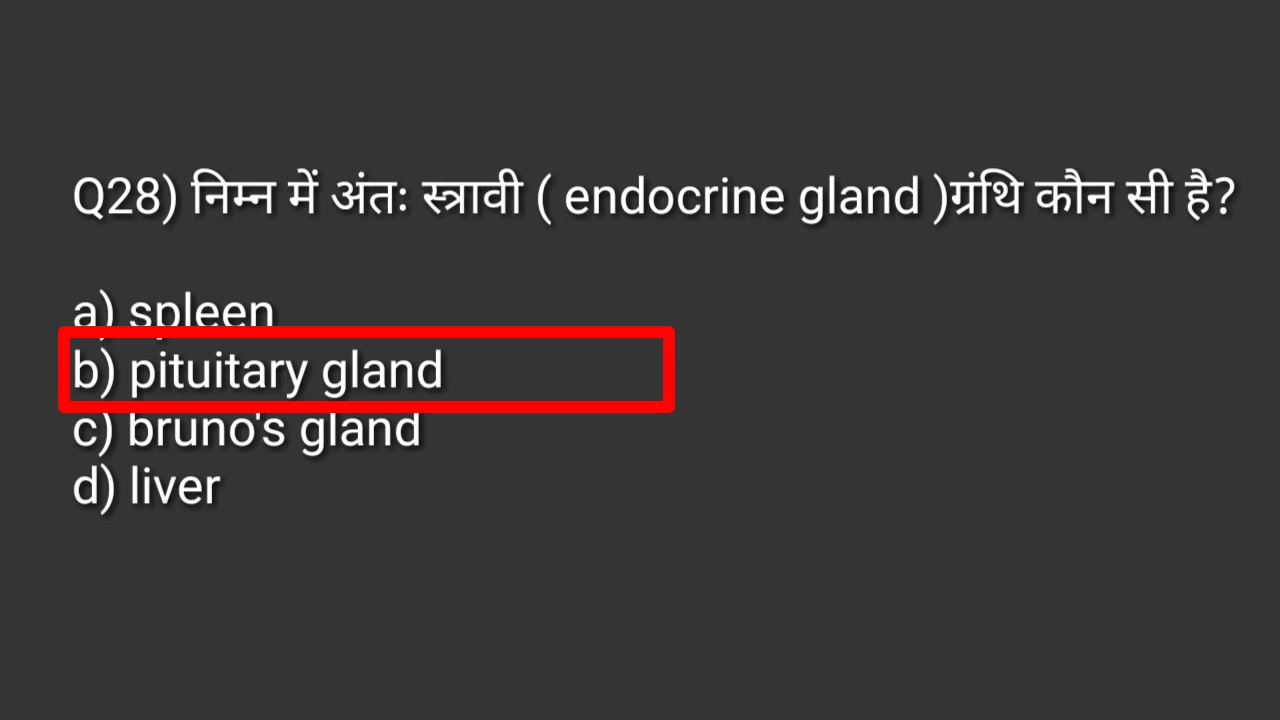 Q28) निम्न में अंतः स्त्रावी ( endocrine gland )ग्रंथि कौन सी है?
a) spleen
b) pituitary gland
c) bruno's gland
d) liver